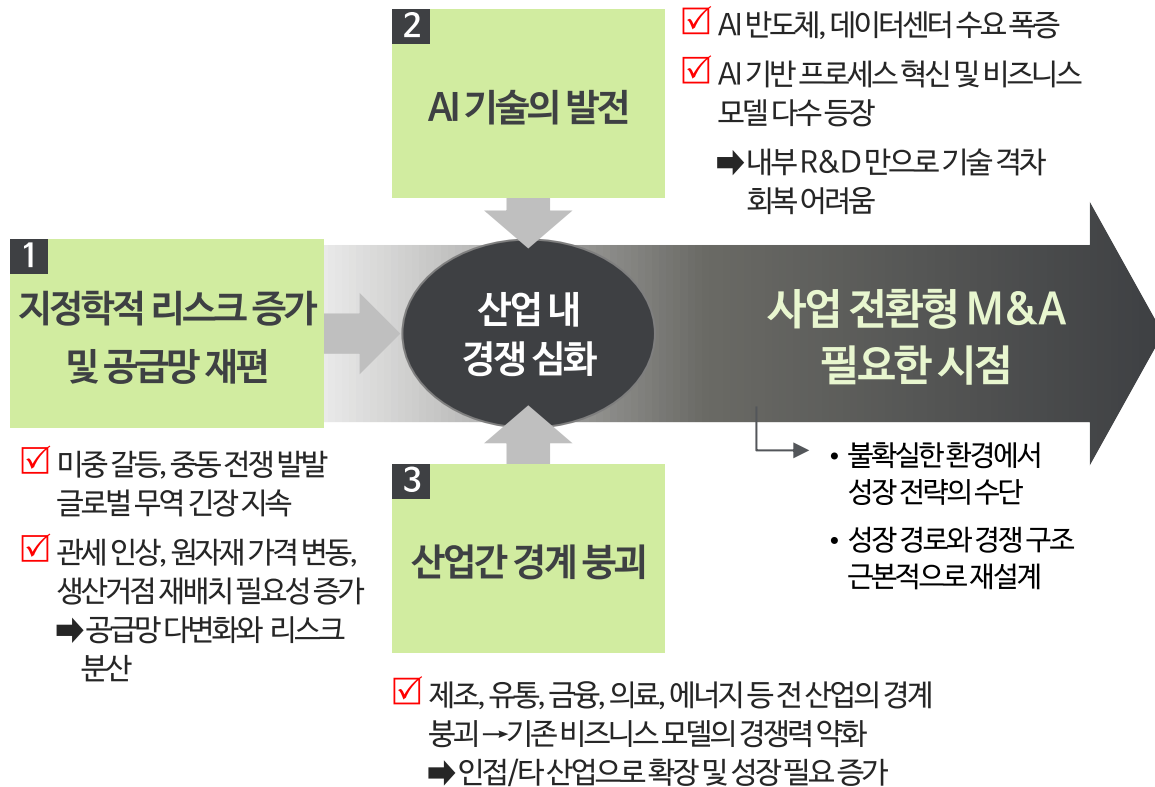 2
AI 기술의 발전
AI 반도체, 데이터센터 수요 폭증
AI 기반 프로세스 혁신 및 비즈니스
모델 다수 등장
➡내부 R&D 만으로 기술 격차
회복 어려움
1
지정학적 리스크 증가
및 공급망 재편
미중 갈등, 중동 전쟁 발발
글로벌 무역 긴장 지속
관세 인상, 원자재 가격 변동,
생산거점 재배치 필요성 증가
➡공급망 다변화와 리스크
분산
산업 내
경쟁 심화
사업 전환형 M&A
필요한 시점
• 불확실한 환경에서
성장 전략의 수단
• 성장 경로와 경쟁 구조
근본적으로 재설계
3
산업간 경계 붕괴
제조, 유통, 금융, 의료, 에너지 등 전 산업의 경계
붕괴 →기존 비즈니스 모델의 경쟁력 약화
➡인접/타 산업으로 확장 및 성장 필요 증가